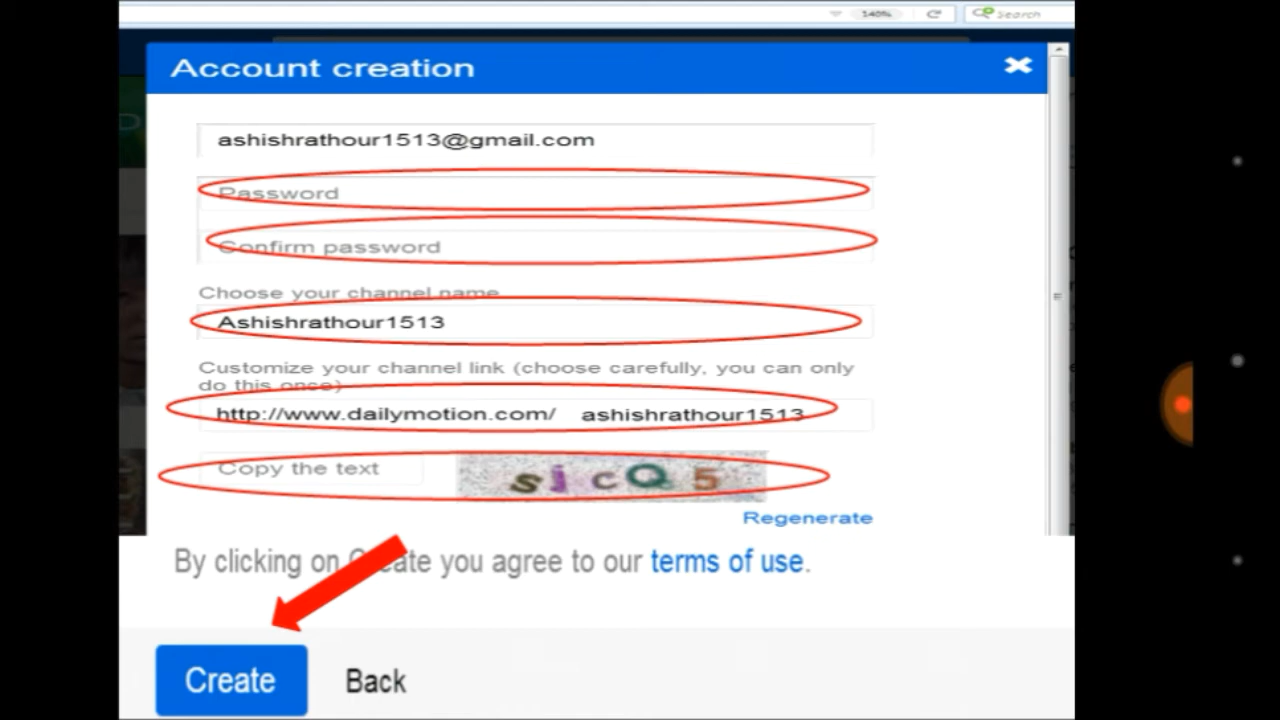 140%
Search
Account creation
ashishrathour1513@gmail.com
Password
Confirm password
Choose your channel name
Ashishrathour1513
Customize your channel link (choose carefully, you can only
do this once)
http://www.dailymotion.com/ ashishrathour1513
Copy the text
sjcQ5
Regenerate
By clicking on Create you agree to our terms of use.
Create Back